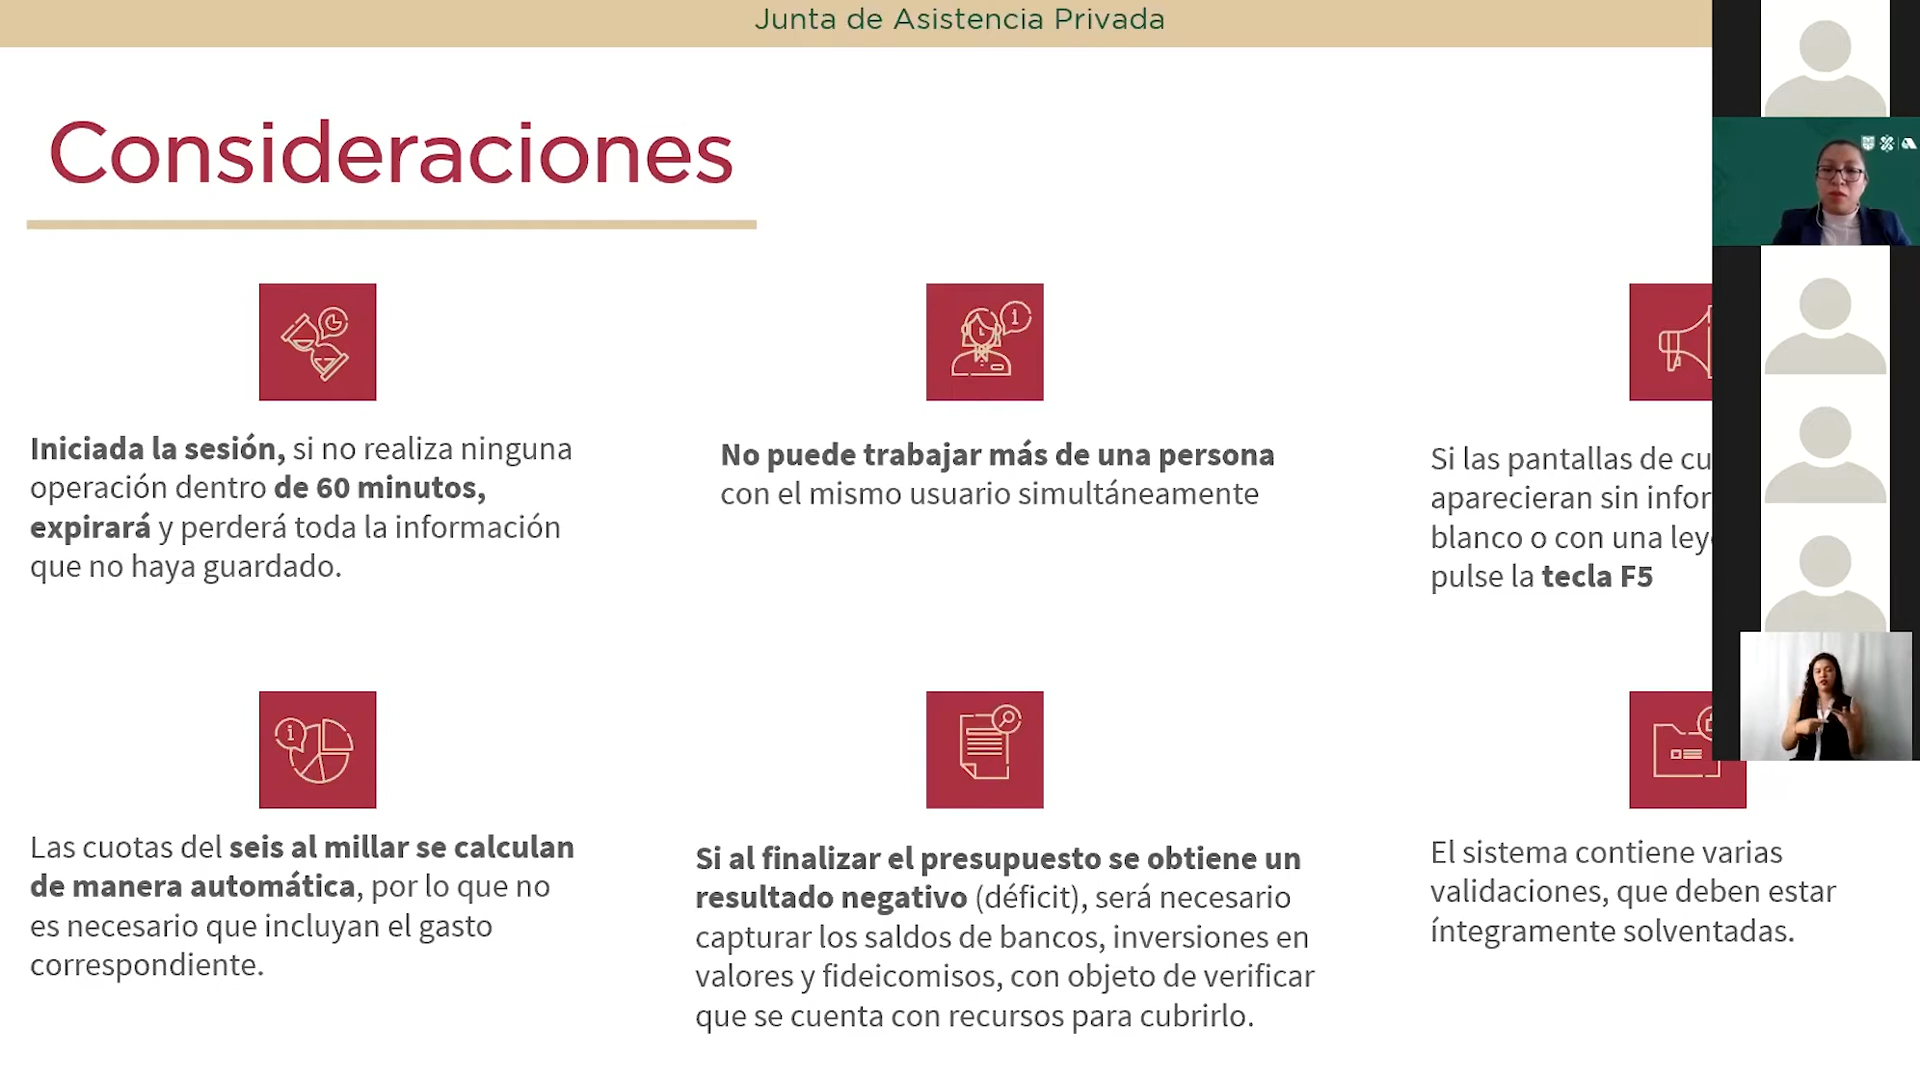 Junta de Asistencia Privada
Consideraciones
Iniciada la sesión, si no realiza ninguna
operación dentro de 60 minutos,
expirará y perderá toda la información
que no haya guardado.
No puede trabajar más de una persona
con el mismo usuario simultáneamente
Si las pantallas de
aparecieran sin
blanco o con una
pulse la tecla F5
Las cuotas del seis al millar se calculan
de manera automática, por lo que no
es necesario que incluyan el gasto
correspondiente.
Si al finalizar el presupuesto se obtiene un
resultado negativo (déficit), será necesario
capturar los saldos de bancos, inversiones en
valores y fideicomisos, con objeto de verificar
que se cuenta con recursos para cubrirlo.
El sistema contiene varias
validaciones, que deben estar
íntegramente solventadas.